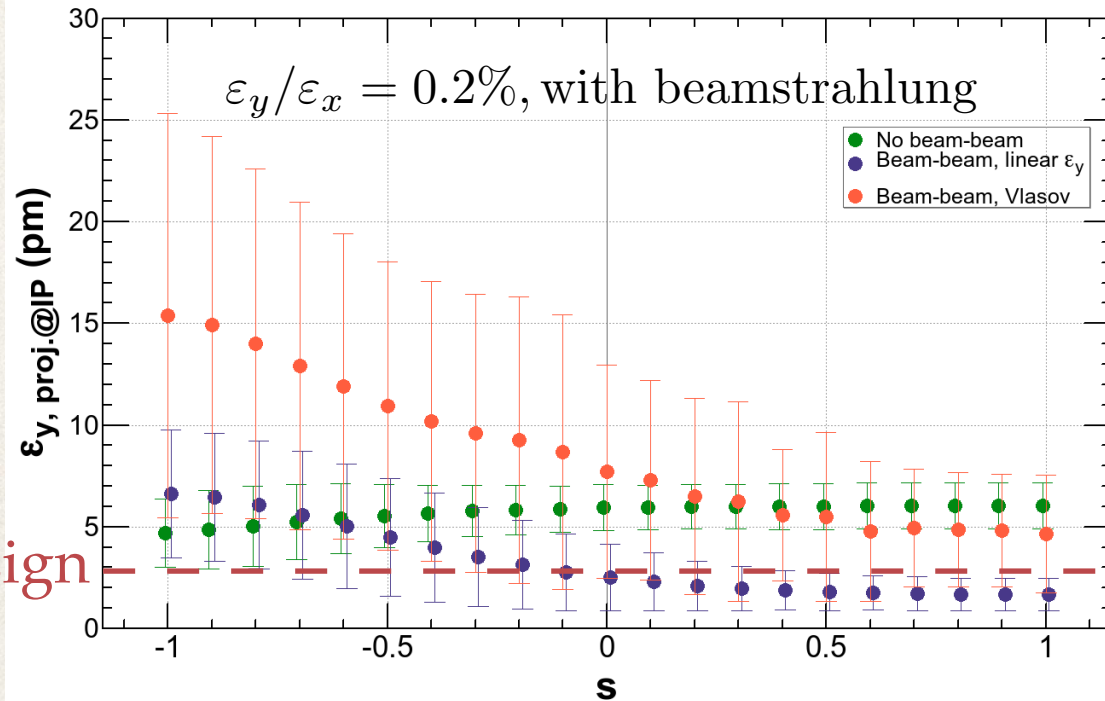 30
25
20
15
10
5
0
εy, proj.@IP (pm)
εy/εx = 0.2%, with beamstrahlung
No beam-beam
Beam-beam, linear εy
Beam-beam, Vlasov
ign
-1 -0.5 0 0.5 1
s